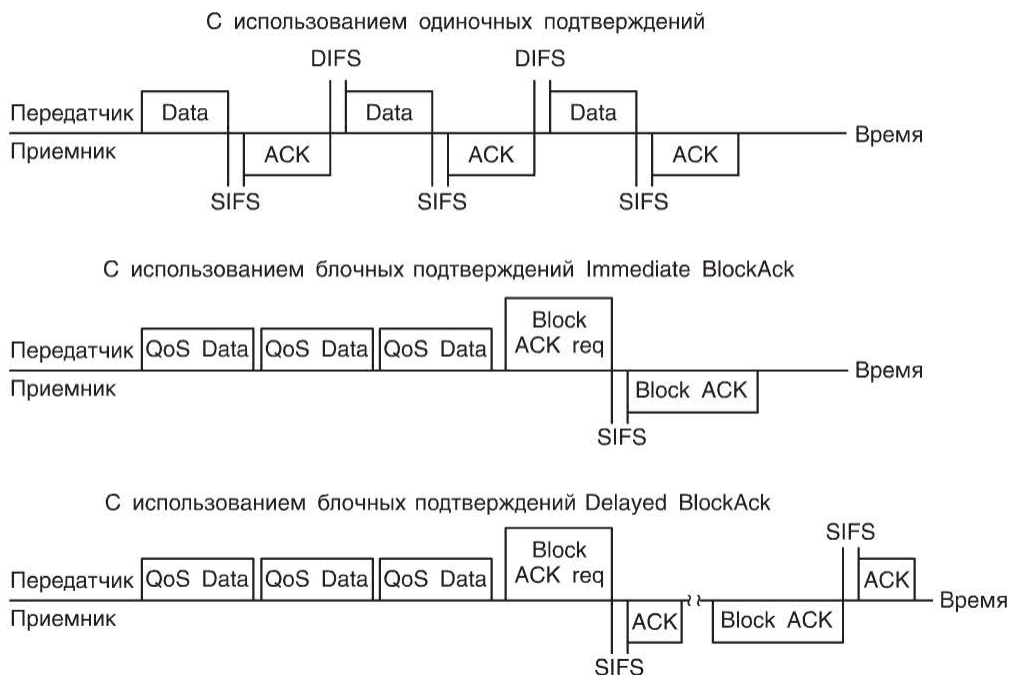 С использованием одиночных подтверждений
DIFS DIFS
Передатчик Data Data Data
Время
Приемник ACK ACK ACK
SIFS SIFS SIFS
С использованием блочных подтверждений Immediate BlockAck
Block
ACK req
Передатчик QoS Data QoS Data QoS Data
Время
Приемник Block ACK
SIFS
С использованием блочных подтверждений Delayed BlockAck
SIFS
Block
ACK req
Передатчик QoS Data QoS Data QoS Data ACK
Время
Приемник ACK Block ACK
SIFS